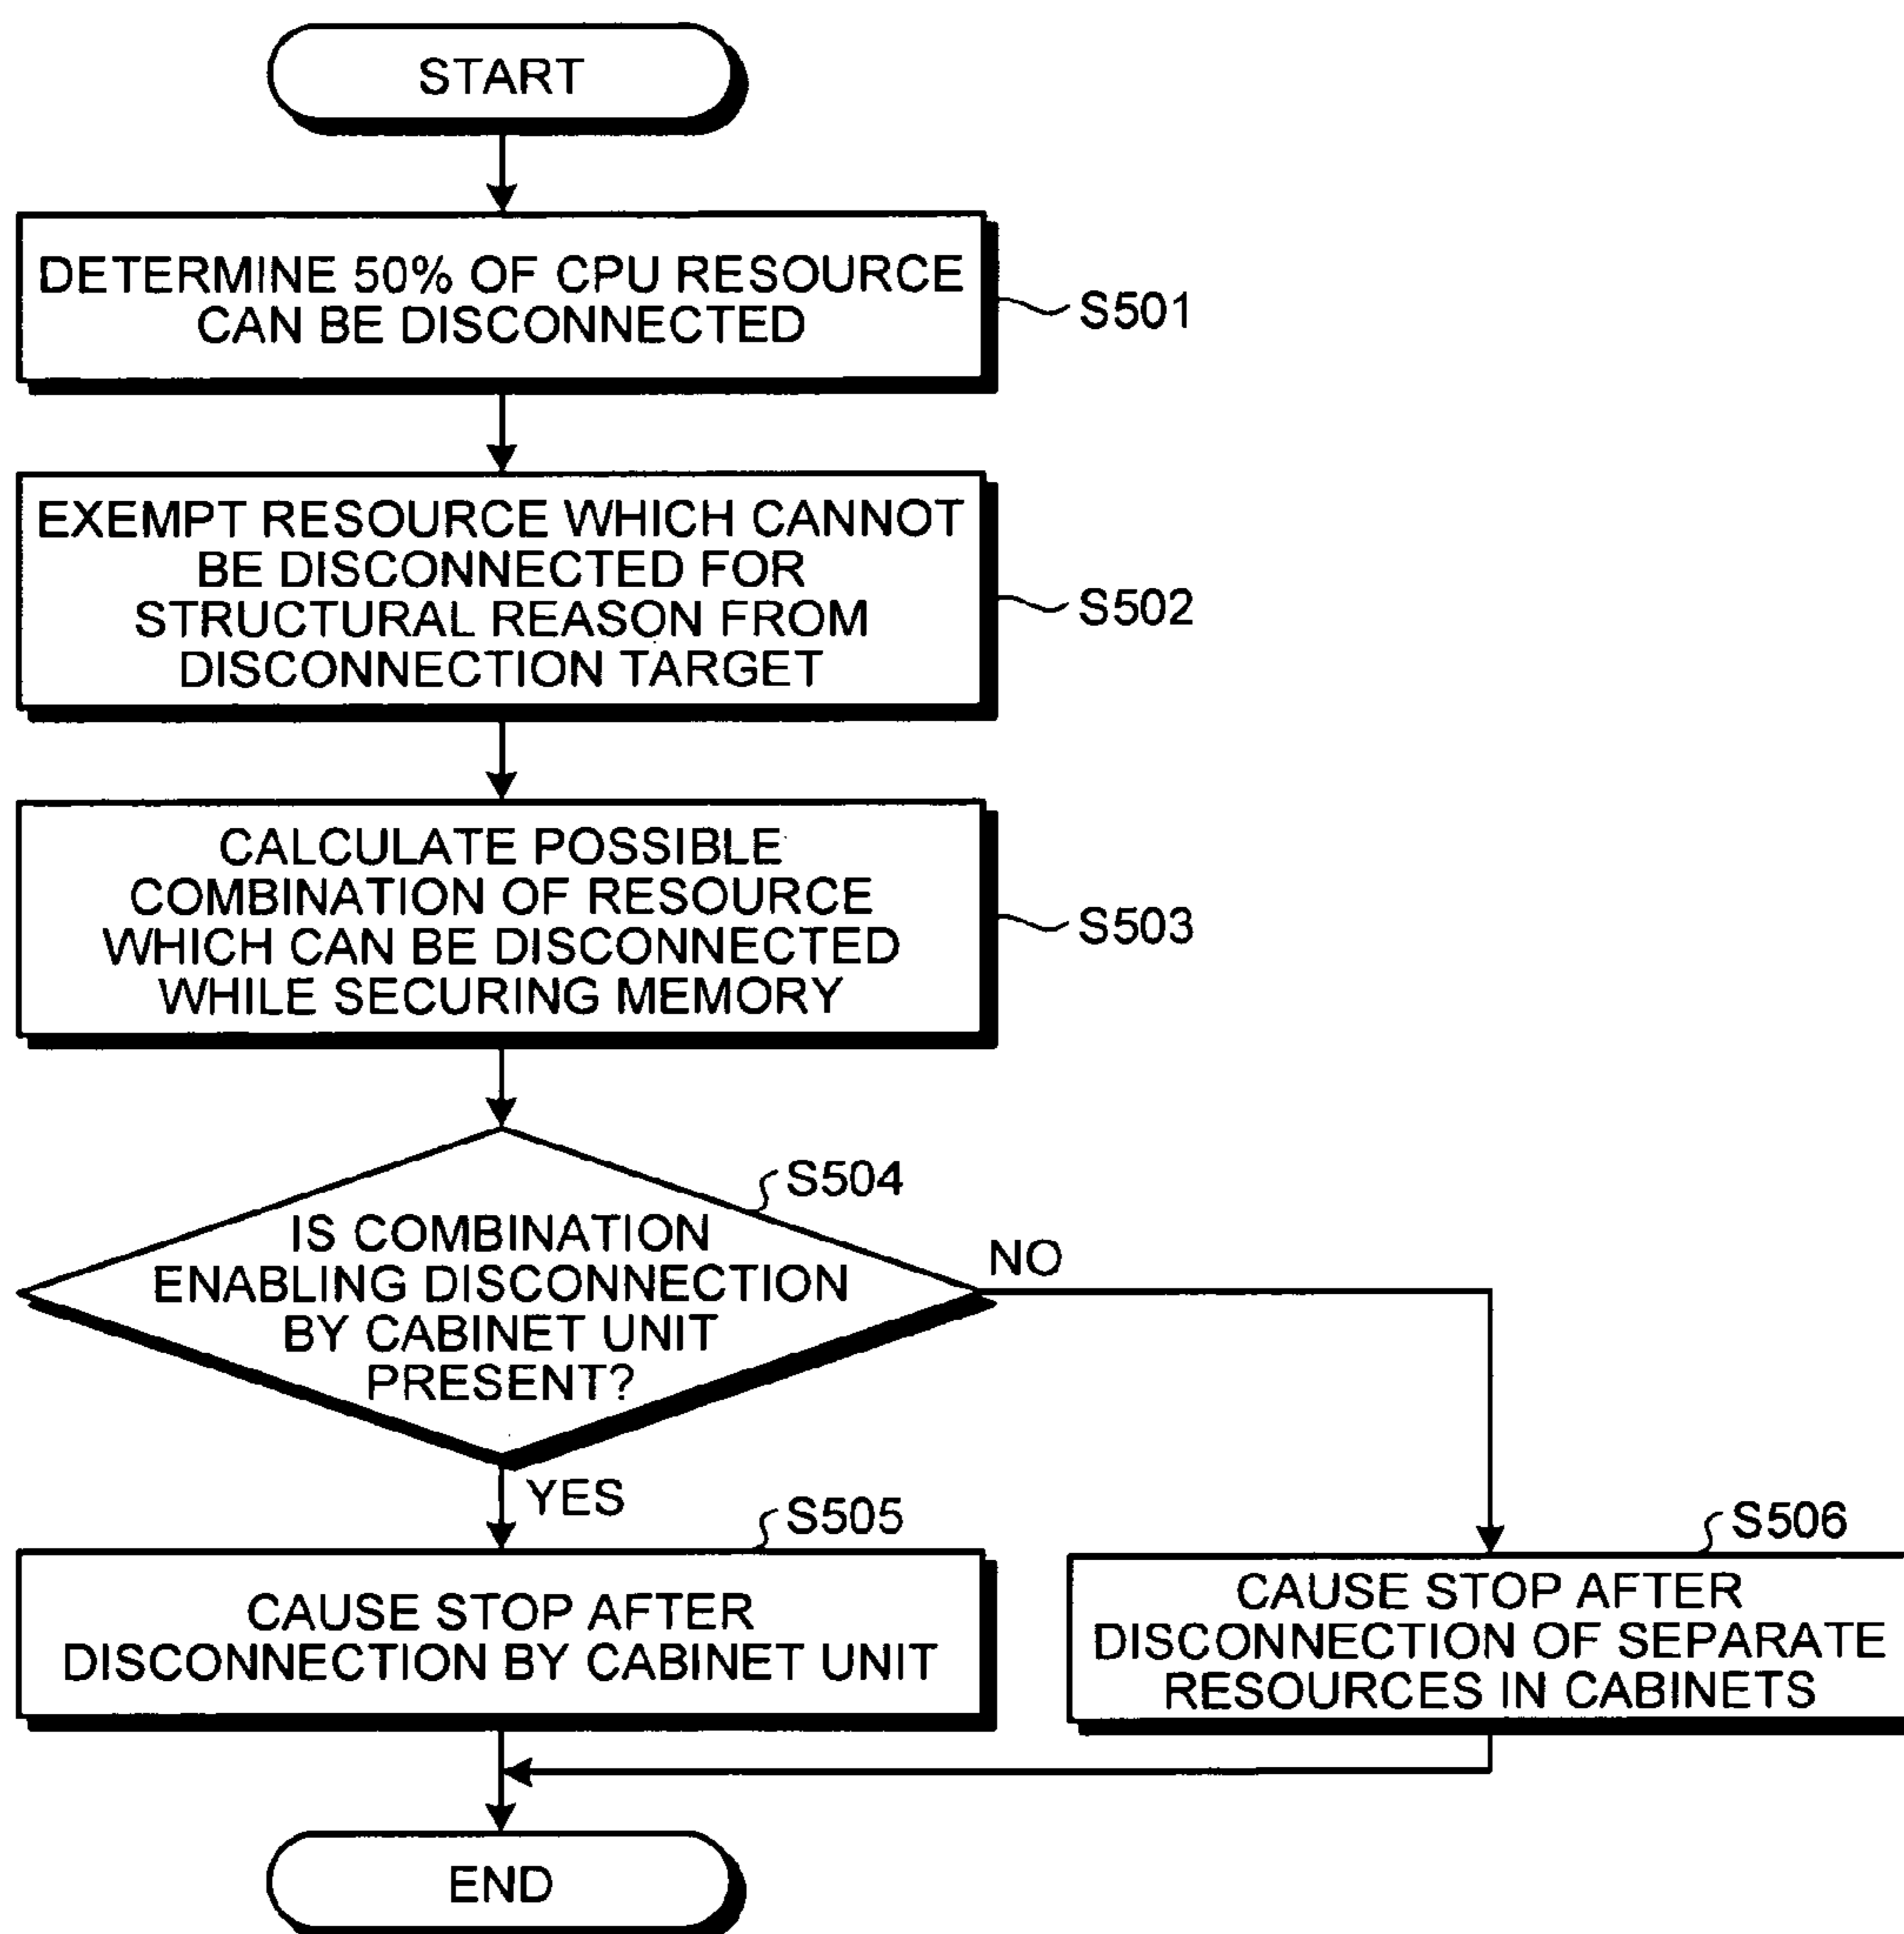 START
DETERMINE 50% OF CPU RESOURCE
CAN BE DISCONNECTED
S501
EXEMPT RESOURCE WHICH CANNOT
BE DISCONNECTED FOR
STRUCTURAL REASON FROM
DISCONNECTION TARGET
S502
CALCULATE POSSIBLE
COMBINATION OF RESOURCE
WHICH CAN BE DISCONNECTED
WHILE SECURING MEMORY
S503
S504
IS COMBINATION
ENABLING DISCONNECTION
BY CABINET UNIT
PRESENT?
NO
YES
S505
CAUSE STOP AFTER
DISCONNECTION BY CABINET UNIT
S506
CAUSE STOP AFTER
DISCONNECTION OF SEPARATE
RESOURCES IN CABINETS
END